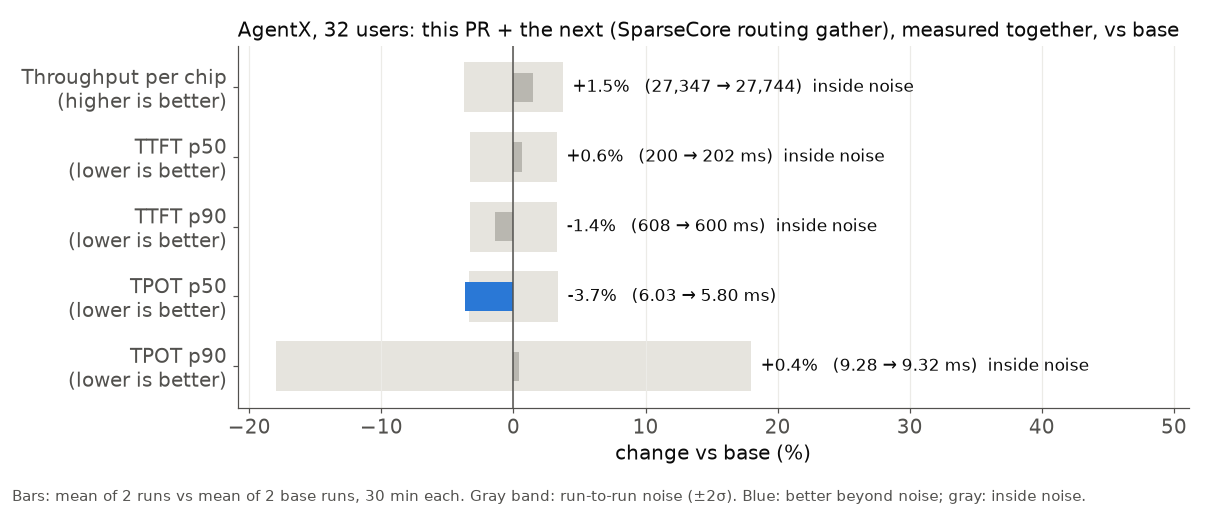 AgentX, 32 users: this PR + the next (SparseCore routing gather), measured together, vs base
Throughput per chip
(higher is better)
+1.5% (27,347 → 27,744) inside noise
TTFT p50
(lower is better)
+0.6% (200 → 202 ms) inside noise
TTFT p90
(lower is better)
-1.4% (608 → 600 ms) inside noise
TPOT p50
(lower is better)
-3.7% (6.03 → 5.80 ms)
TPOT p90
(lower is better)
+0.4% (9.28 → 9.32 ms) inside noise
−20 −10 0 10 20 30 40 50
change vs base (%)
Bars: mean of 2 runs vs mean of 2 base runs, 30 min each. Gray band: run-to-run noise (±2σ). Blue: better beyond noise; gray: inside noise.